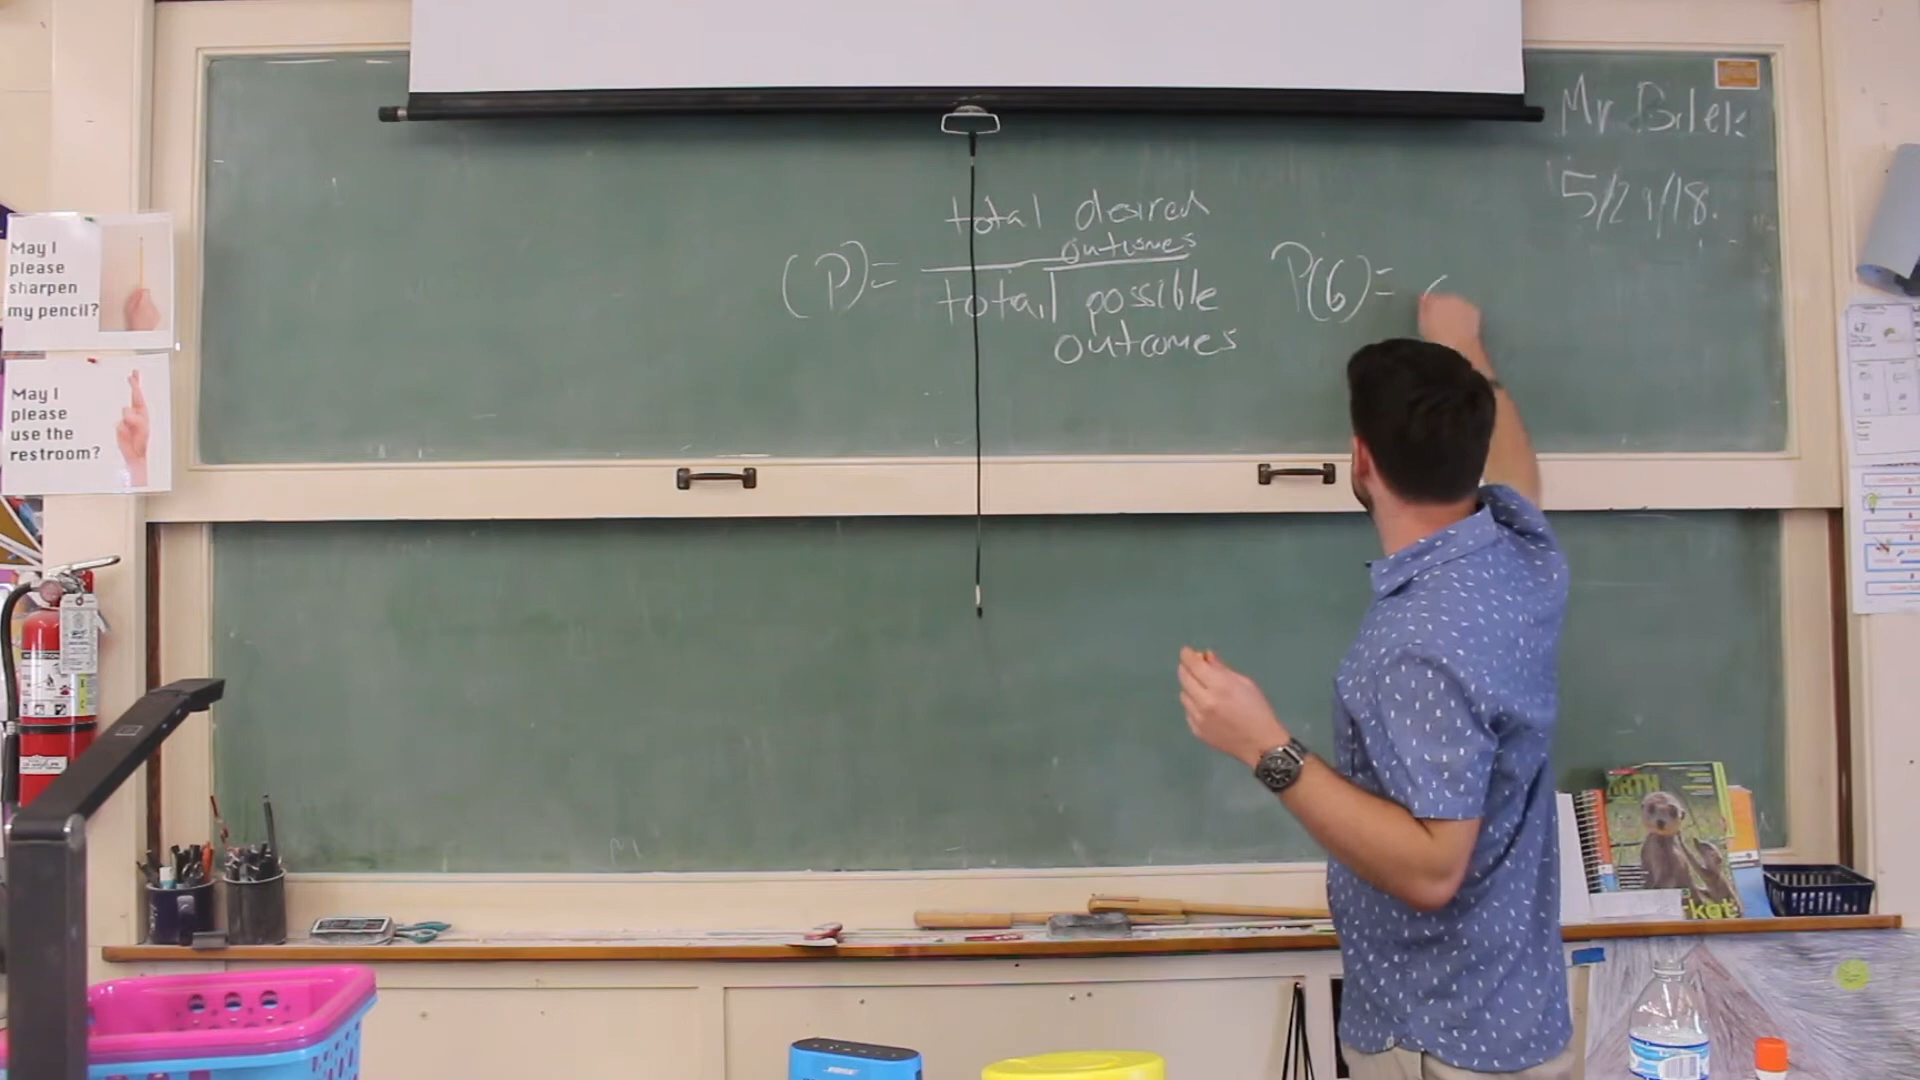 Mr Bilek
5/29/18.
total desired
outcomes
(P)=
total possible
outcomes
P(6)=
May I
please
sharpen
my pencil?
May I
please
use the
restroom?
BOSE